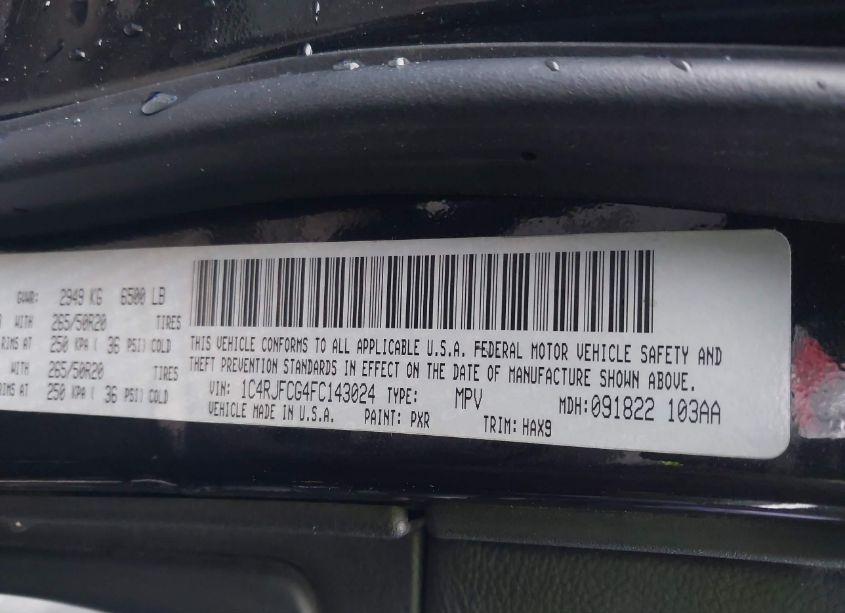 GVWR: 2949 KG 6500 LB
WITH 265/50R20 TIRES
RIMS AT 250 KPA ( 36 PSI) COLD
WITH 265/50R20 TIRES
RIMS AT 250 KPA ( 36 PSI) COLD
THIS VEHICLE CONFORMS TO ALL APPLICABLE U.S.A. FEDERAL MOTOR VEHICLE SAFETY AND
THEFT PREVENTION STANDARDS IN EFFECT ON THE DATE OF MANUFACTURE SHOWN ABOVE.
VIN: 1C4RJFCG4FC143024 TYPE: MPV MDH:091822 103AA
VEHICLE MADE IN U.S.A. PAINT: PXR TRIM: HAX9